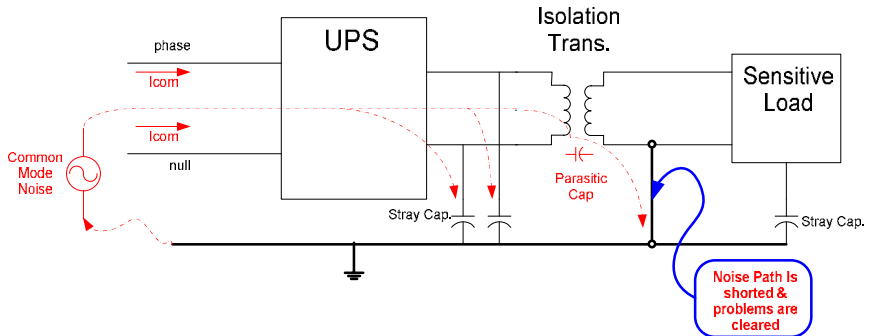 Isolation
Trans.
UPS
phase
Icom
Icom
null
Common
Mode
Noise
Sensitive
Load
Parasitic
Cap
Stray Cap.
Stray Cap.
Noise Path Is
shorted &
problems are
cleared